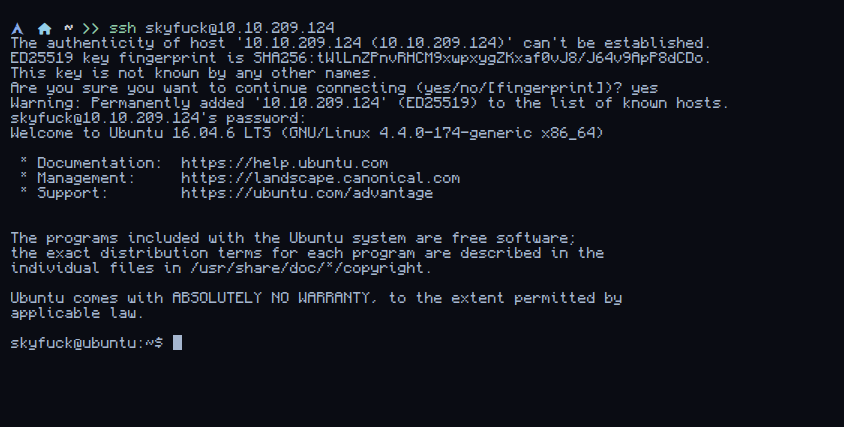 ~ >> ssh skyfuck@10.10.209.124
The authenticity of host '10.10.209.124 (10.10.209.124)' can't be established.
ED25519 key fingerprint is SHA256:tWlLnZPnvRHCM9xwpxygZKxaf0vJ8/J64v9ApP8dCDo.
This key is not known by any other names.
Are you sure you want to continue connecting (yes/no/[fingerprint])? yes
Warning: Permanently added '10.10.209.124' (ED25519) to the list of known hosts.
skyfuck@10.10.209.124's password:
Welcome to Ubuntu 16.04.6 LTS (GNU/Linux 4.4.0-174-generic x86_64)
* Documentation:  https://help.ubuntu.com
* Management:     https://landscape.canonical.com
* Support:        https://ubuntu.com/advantage
The programs included with the Ubuntu system are free software;
the exact distribution terms for each program are described in the
individual files in /usr/share/doc/*/copyright.
Ubuntu comes with ABSOLUTELY NO WARRANTY, to the extent permitted by
applicable law.
skyfuck@ubuntu:~$